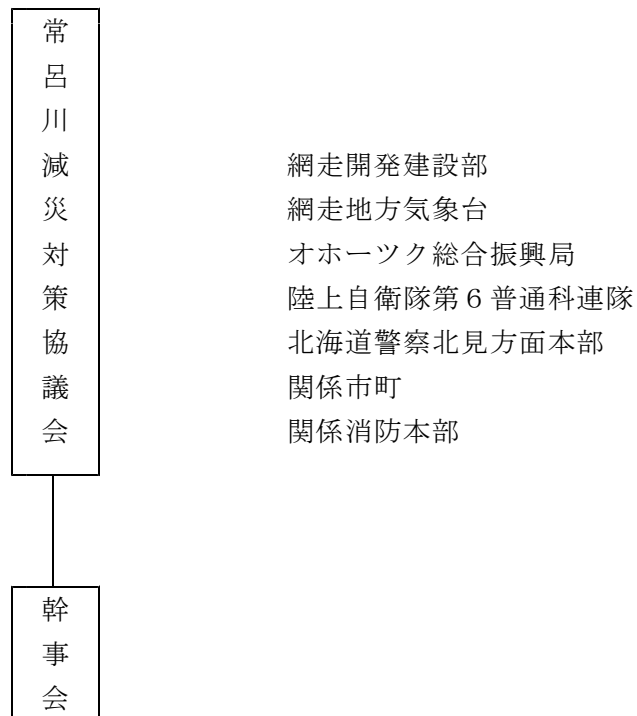 常呂川減災対策協議会
網走開発建設部
網走地方気象台
オホーツク総合振興局
陸上自衛隊第６普通科連隊
北海道警察北見方面本部
関係市町
関係消防本部
幹事会